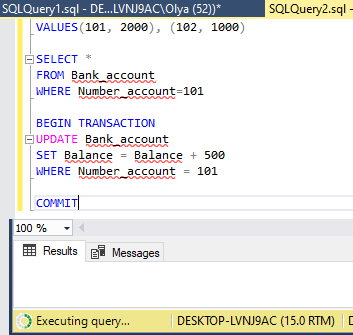 SQLQuery1.sql - DE...LVNJ9AC\Olya (52))*
SQLQuery2.sql -
VALUES(101, 2000), (102, 1000)
SELECT *
FROM Bank_account
WHERE Number_account=101
BEGIN TRANSACTION
UPDATE Bank_account
SET Balance = Balance + 500
WHERE Number_account = 101
COMMIT
100 %
Results Messages
Executing query... DESKTOP-LVNJ9AC (15.0 RTM)